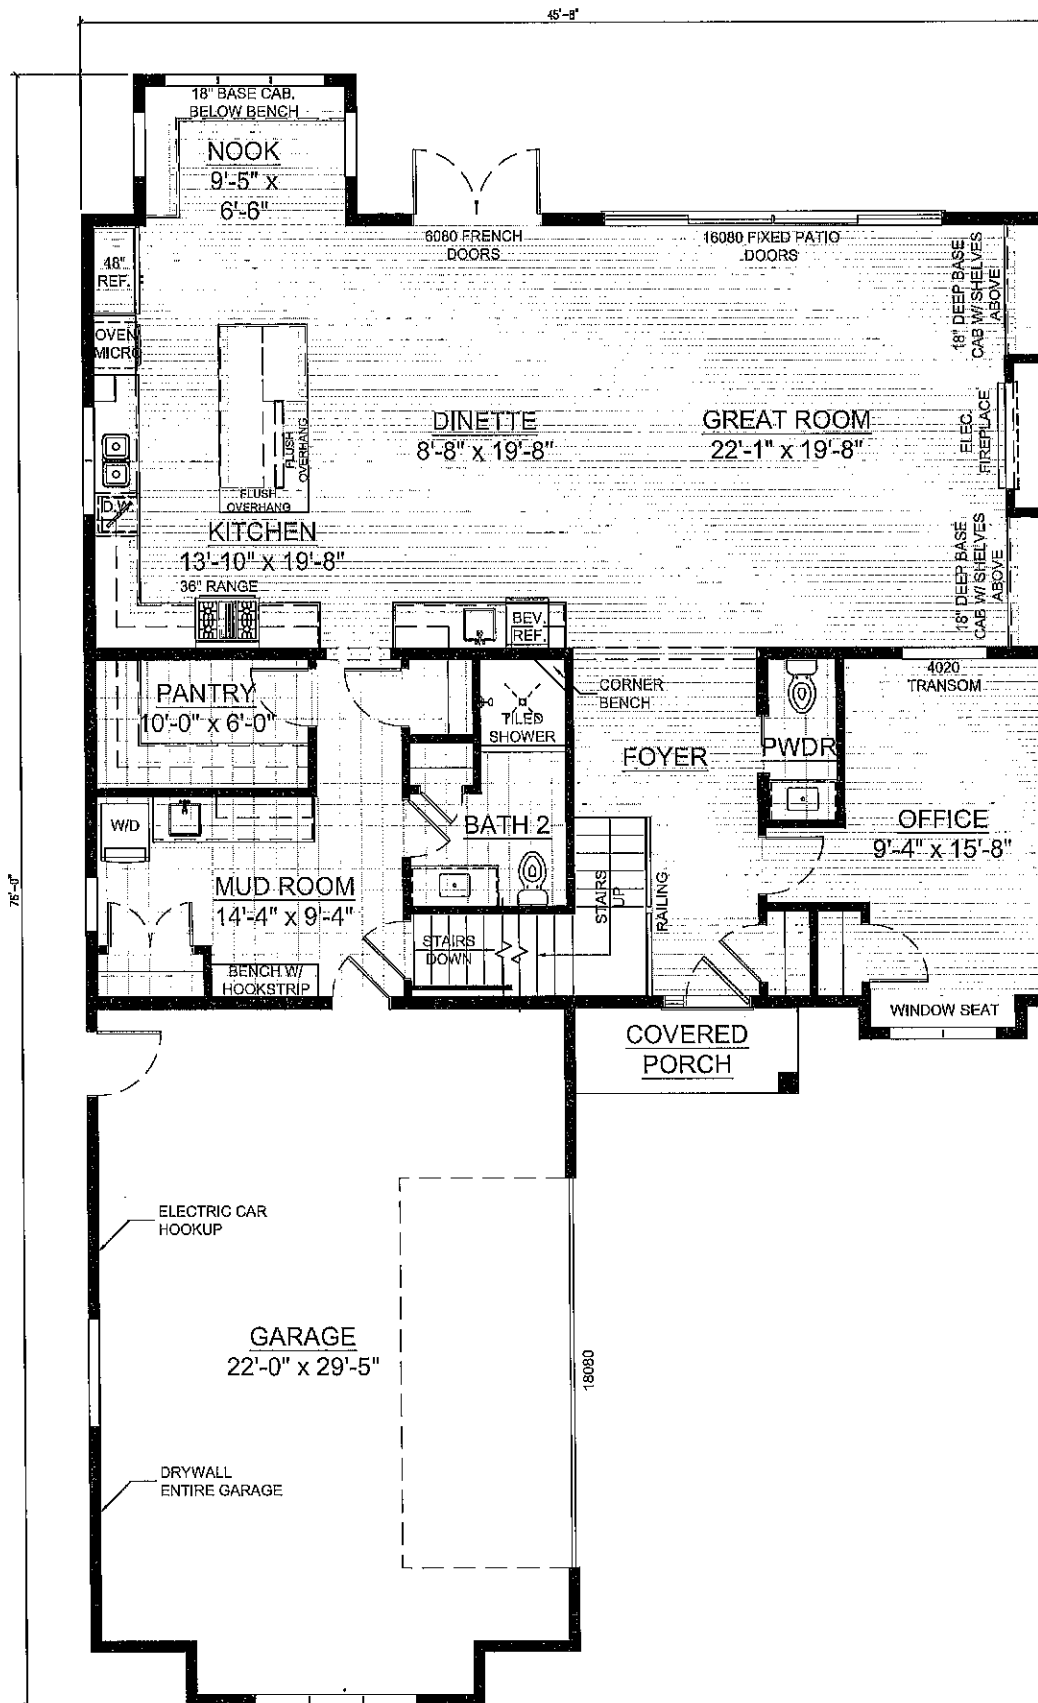 45'-8"
76'-0"
18" BASE CAB.
BELOW BENCH
NOOK
9'-5" x
6'-6"
6080 FRENCH
DOORS
16080 FIXED PATIO
DOORS
48"
REF.
OVEN
MICRO
18" DEEP BASE
CAB W/ SHELVES
ABOVE
DINETTE
8'-8" x 19'-8"
GREAT ROOM
22'-1" x 19'-8"
ELEC.
FIREPLACE
FLUSH
OVERHANG
FLUSH
OVERHANG
D.W.
KITCHEN
13'-10" x 19'-8"
36" RANGE
BEV.
REF.
18" DEEP BASE
CAB W/ SHELVES
ABOVE
4020
TRANSOM
PANTRY
10'-0" x 6'-0"
CORNER
BENCH
TILED
SHOWER
FOYER
PWDR
W/D
BATH 2
OFFICE
9'-4" x 15'-8"
MUD ROOM
14'-4" x 9'-4"
STAIRS
UP
RAILING
STAIRS
DOWN
BENCH W/
HOOKSTRIP
WINDOW SEAT
COVERED
PORCH
ELECTRIC CAR
HOOKUP
GARAGE
22'-0" x 29'-5"
18080
DRYWALL
ENTIRE GARAGE